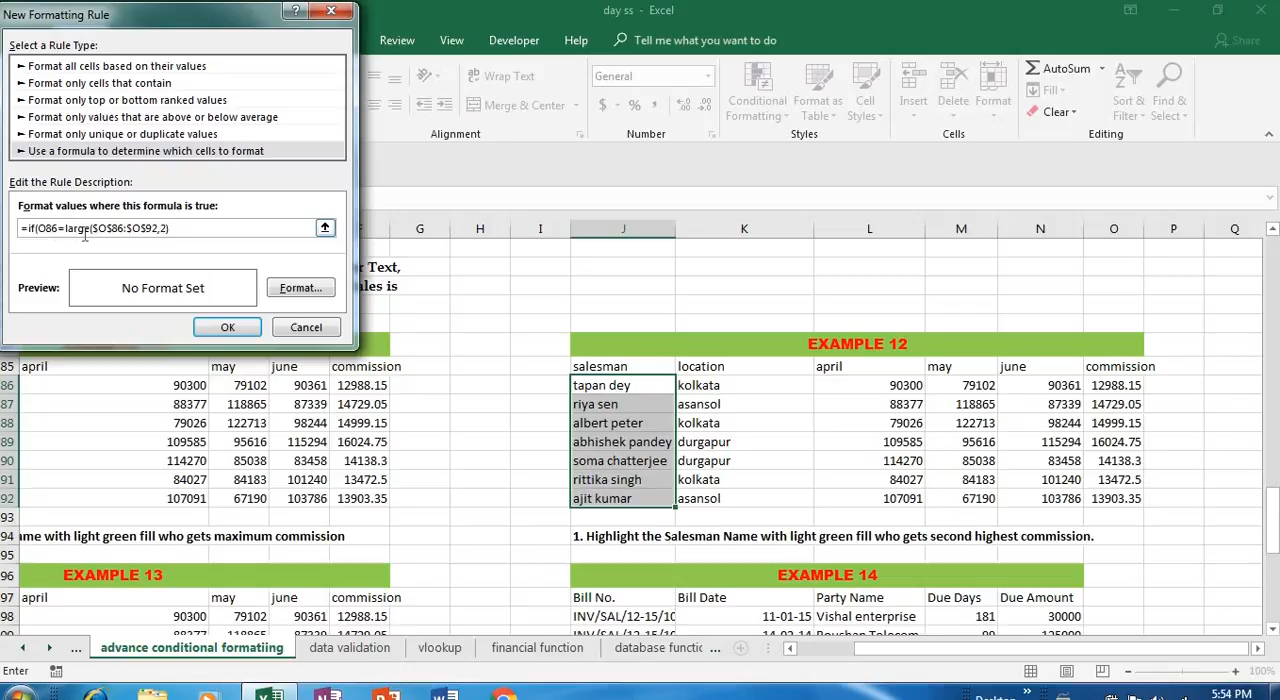 New Formatting Rule
day ss - Excel
Select a Rule Type:
► Format all cells based on their values
► Format only cells that contain
► Format only top or bottom ranked values
► Format only values that are above or below average
► Format only unique or duplicate values
► Use a formula to determine which cells to format
Edit the Rule Description:
Format values where this formula is true:
=if(O86=large($O$86:$O$92,2)
Preview:
No Format Set
Format...
OK
Cancel
Review View Developer Help Tell me what you want to do Share
Wrap Text
Merge & Center
Alignment
General
$ % ,
Number
Conditional Formatting
Format as Table
Cell Styles
Styles
Insert Delete Format
Cells
AutoSum
Fill
Clear
Sort & Filter
Find & Select
Editing
G H I J K L M N O P Q
r Text,
les is
EXAMPLE 12
85 april may june commission salesman location april may june commission
86 90300 79102 90361 12988.15 tapan dey kolkata 90300 79102 90361 12988.15
87 88377 118865 87339 14729.05 riya sen asansol 88377 118865 87339 14729.05
88 79026 122713 98244 14999.15 albert peter kolkata 79026 122713 98244 14999.15
89 109585 95616 115294 16024.75 abhishek pandey durgapur 109585 95616 115294 16024.75
90 114270 85038 83458 14138.3 soma chatterjee durgapur 114270 85038 83458 14138.3
91 84027 84183 101240 13472.5 rittika singh kolkata 84027 84183 101240 13472.5
92 107091 67190 103786 13903.35 ajit kumar asansol 107091 67190 103786 13903.35
93
94 me with light green fill who gets maximum commission 1. Highlight the Salesman Name with light green fill who gets second highest commission.
95
96 EXAMPLE 13 EXAMPLE 14
97 april may june commission Bill No. Bill Date Party Name Due Days Due Amount
98 90300 79102 90361 12988.15 INV/SAL/12-15/10 11-01-15 Vishal enterprise 181 30000
... advance conditional formatiing data validation vlookup financial function database functic ...
Enter
100%
Desktop
5:54 PM